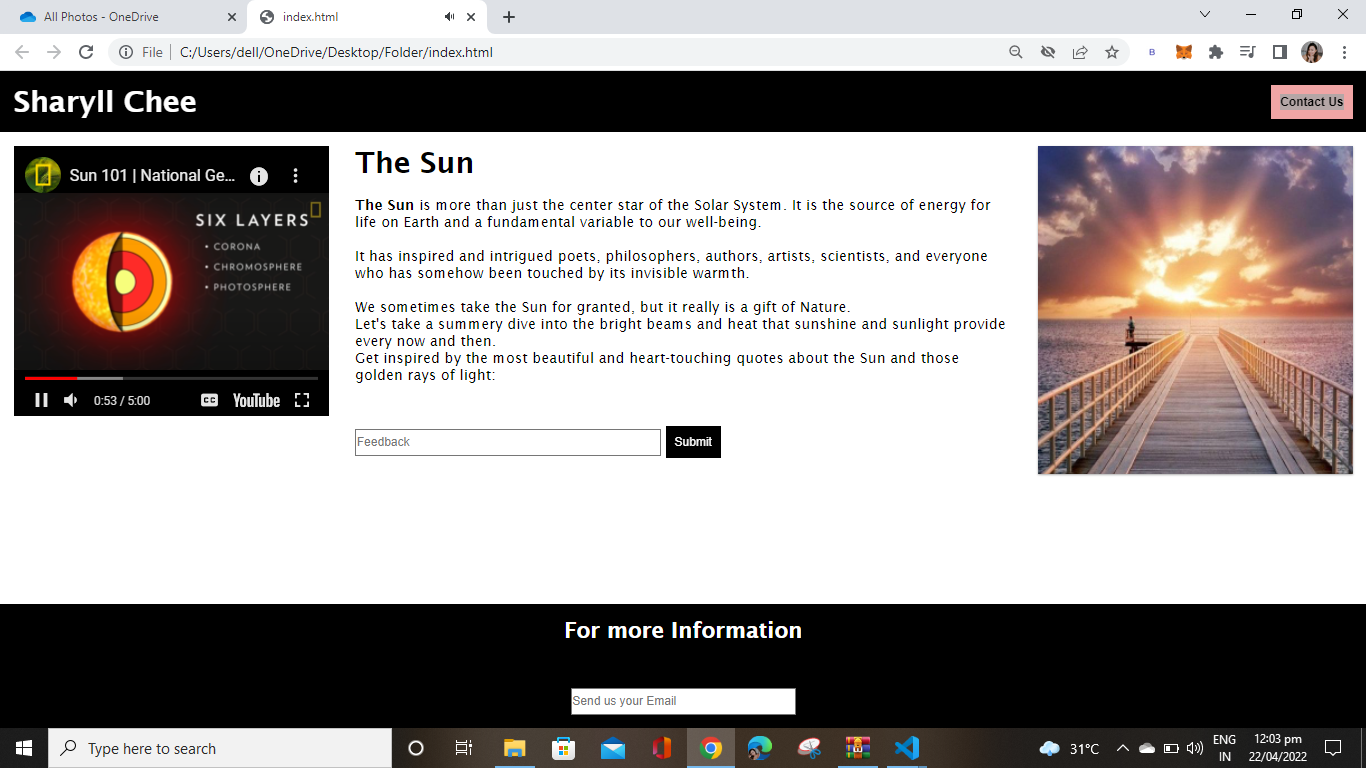 All Photos - OneDrive
index.html
File
C:/Users/dell/OneDrive/Desktop/Folder/index.html
B
Sharyll Chee
Contact Us
Sun 101 | National Ge...
SIX LAYERS
• CORONA
• CHROMOSPHERE
• PHOTOSPHERE
0:53 / 5:00
CC
YouTube
The Sun
The Sun is more than just the center star of the Solar System. It is the source of energy for
life on Earth and a fundamental variable to our well-being.
It has inspired and intrigued poets, philosophers, authors, artists, scientists, and everyone
who has somehow been touched by its invisible warmth.
We sometimes take the Sun for granted, but it really is a gift of Nature.
Let's take a summery dive into the bright beams and heat that sunshine and sunlight provide
every now and then.
Get inspired by the most beautiful and heart-touching quotes about the Sun and those
golden rays of light:
Feedback
Submit
For more Information
Send us your Email
Type here to search
31°C
ENG
IN
12:03 pm
22/04/2022